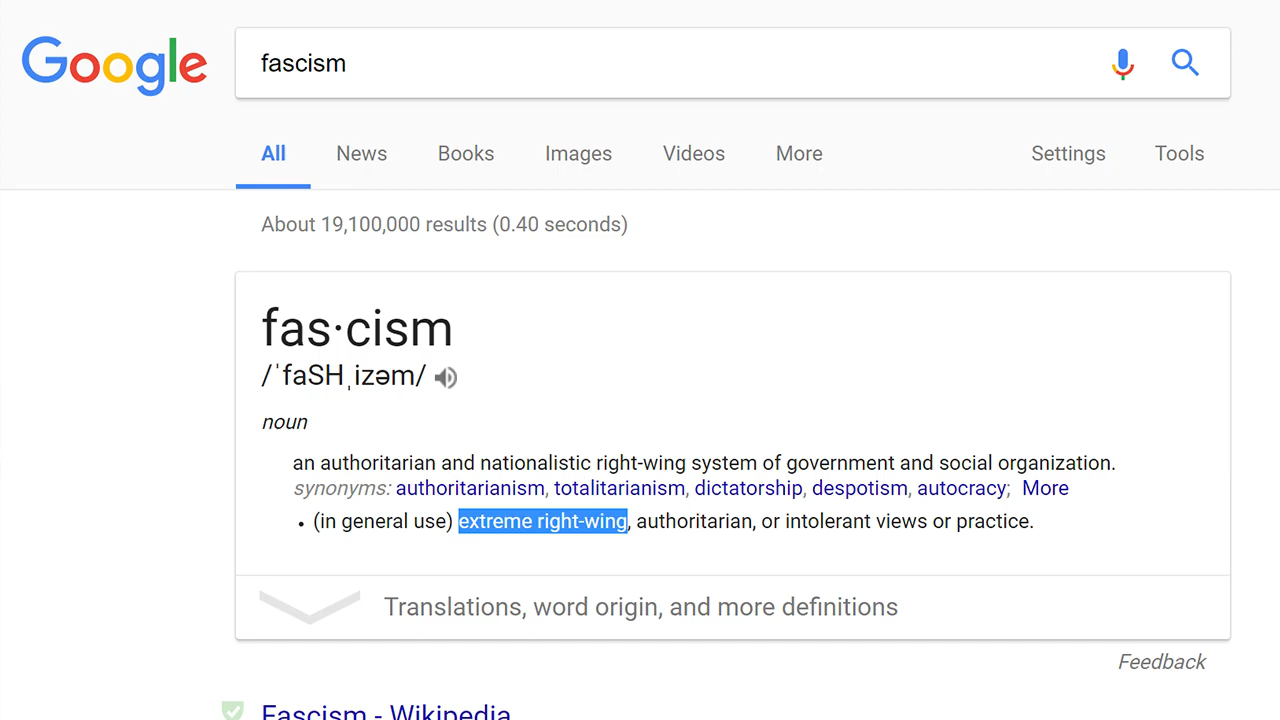 Google
fascism
All News Books Images Videos More Settings Tools
About 19,100,000 results (0.40 seconds)
fas·cism
/ˈfaSHˌizəm/
noun
an authoritarian and nationalistic right-wing system of government and social organization.
synonyms: authoritarianism, totalitarianism, dictatorship, despotism, autocracy; More
• (in general use) extreme right-wing, authoritarian, or intolerant views or practice.
Translations, word origin, and more definitions
Feedback
Fascism - Wikipedia